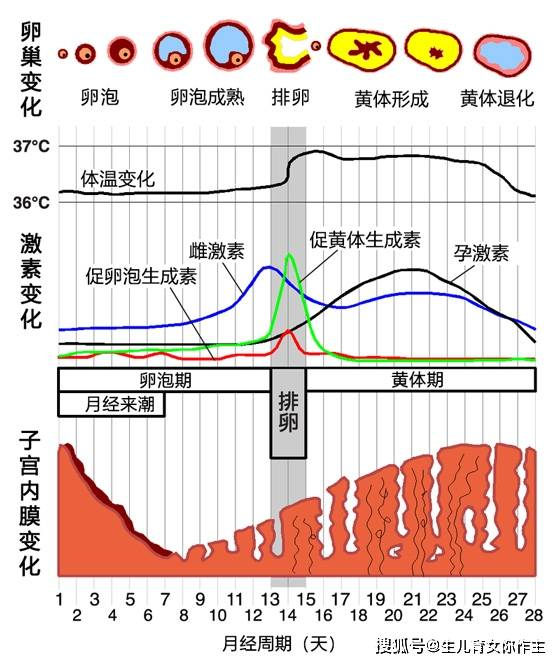 卵巢变化
卵泡
卵泡成熟
排卵
黄体形成
黄体退化
37°C
体温变化
36°C
激素变化
雌激素
促黄体生成素
孕激素
促卵泡生成素
卵泡期
排卵
黄体期
月经来潮
子宫内膜变化
1 3 5 7 9 11 13 15 17 19 21 23 25 27
2 4 6 8 10 12 14 16 18 20 22 24 26 28
月经周期（天）
搜狐号@生儿育女你作主